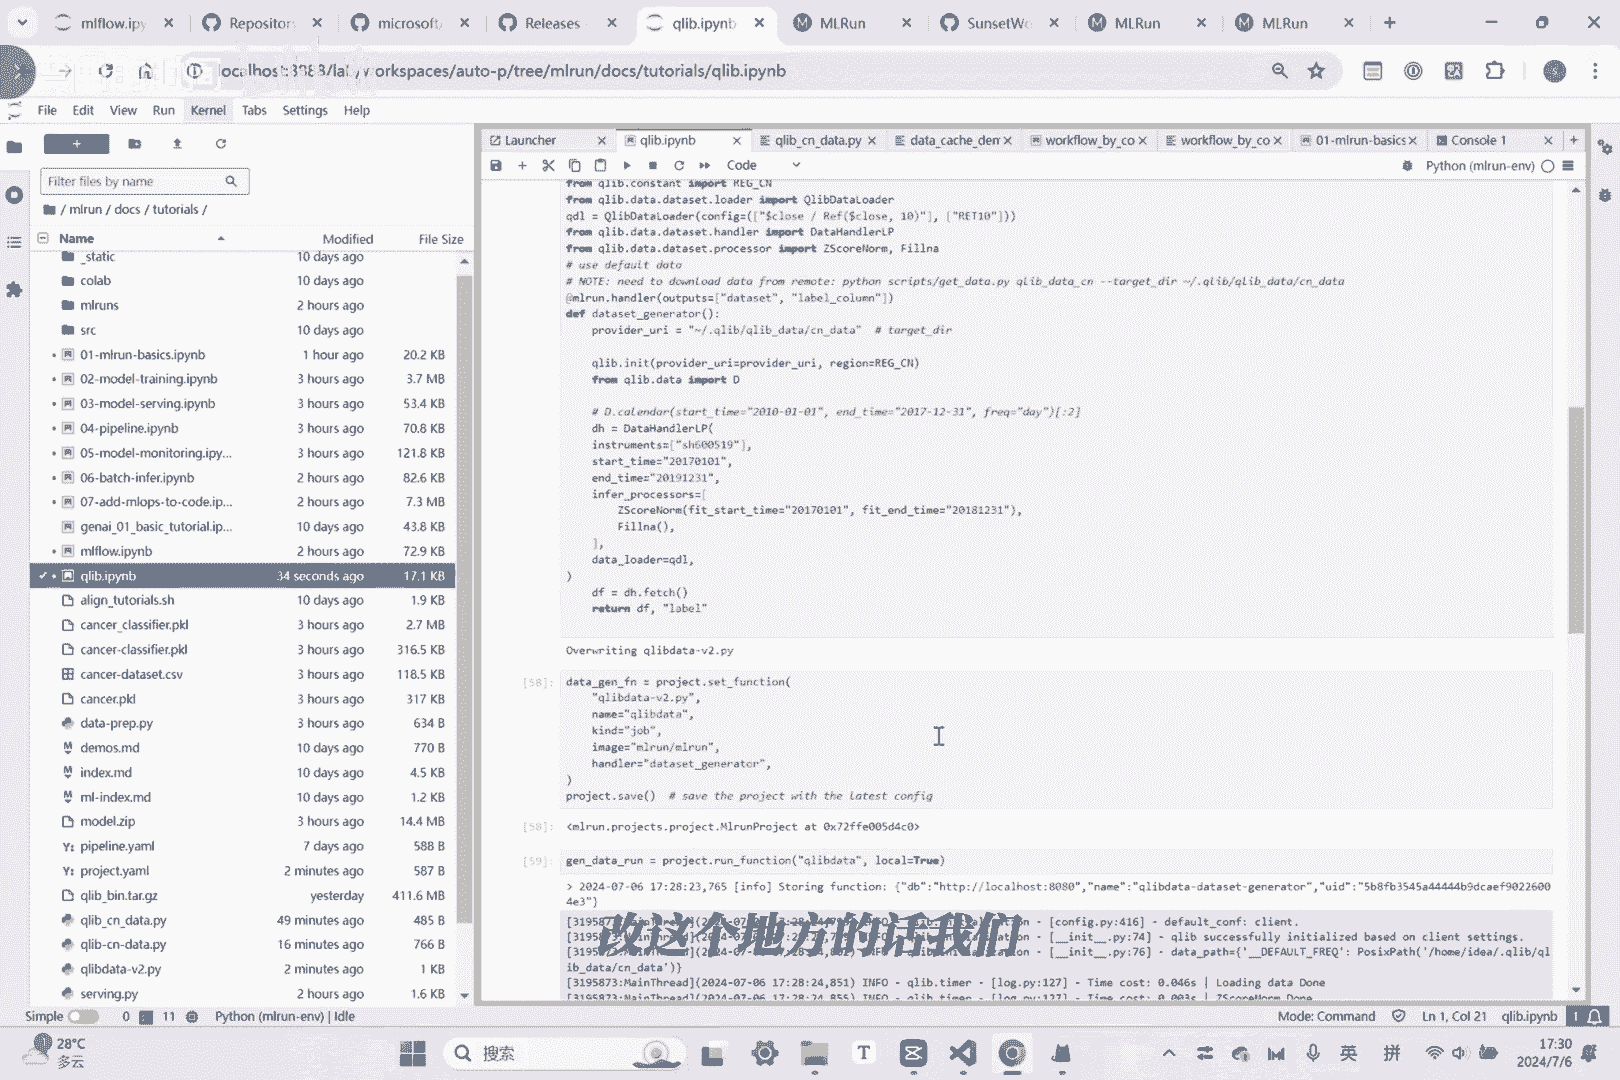 mlflow.ipy
Repositor
microsoft/
Releases
qlib.ipynb
MLRun
SunsetWo
MLRun
MLRun
localhost:3888/lab/workspaces/auto-p/tree/mlrun/docs/tutorials/qlib.ipynb
File Edit View Run Kernel Tabs Settings Help
Launcher
qlib.ipynb
qlib_cn_data.py
data_cache_den
workflow_by_co
workflow_by_co
01-mlrun-basics
Console 1
Code
Python (mlrun-env)
Filter files by name
/ mlrun / docs / tutorials /
Name Modified File Size
_static 10 days ago
colab 10 days ago
mlruns 2 hours ago
src 10 days ago
01-mlrun-basics.ipynb 1 hour ago 20.2 KB
02-model-training.ipynb 3 hours ago 3.7 MB
03-model-serving.ipynb 3 hours ago 53.4 KB
04-pipeline.ipynb 3 hours ago 70.8 KB
05-model-monitoring.ipy... 3 hours ago 121.8 KB
06-batch-infer.ipynb 2 hours ago 82.6 KB
07-add-mlops-to-code.ip... 2 hours ago 7.3 MB
genai_01_basic_tutorial.ip... 10 days ago 43.8 KB
mlflow.ipynb 2 hours ago 72.9 KB
qlib.ipynb 34 seconds ago 17.1 KB
align_tutorials.sh 10 days ago 1.9 KB
cancer_classifier.pkl 3 hours ago 2.7 MB
cancer-classifier.pkl 3 hours ago 316.5 KB
cancer-dataset.csv 3 hours ago 118.5 KB
cancer.pkl 3 hours ago 317 KB
data-prep.py 3 hours ago 634 B
demos.md 10 days ago 770 B
index.md 10 days ago 4.5 KB
ml-index.md 10 days ago 1.2 KB
model.zip 3 hours ago 14.4 MB
pipeline.yaml 7 days ago 588 B
project.yaml 2 minutes ago 587 B
qlib_bin.tar.gz yesterday 411.6 MB
qlib_cn_data.py 49 minutes ago 485 B
qlib-cn-data.py 16 minutes ago 766 B
qlibdata-v2.py 2 minutes ago 1 KB
serving.py 2 hours ago 1.6 KB
from qlib.constant import REG_CN
from qlib.data.dataset.loader import QlibDataLoader
qdl = QlibDataLoader(config=(["$close / Ref($close, 10)"], ["RET10"]))
from qlib.data.dataset.handler import DataHandlerLP
from qlib.data.dataset.processor import ZScoreNorm, Fillna
# use default data
# NOTE: need to download data from remote: python scripts/get_data.py qlib_data_cn --target_dir ~/.qlib/qlib_data/cn_data
@mlrun.handler(outputs=["dataset", "label_column"])
def dataset_generator():
provider_uri = "~/.qlib/qlib_data/cn_data" # target_dir
qlib.init(provider_uri=provider_uri, region=REG_CN)
from qlib.data import D
# D.calendar(start_time="2010-01-01", end_time="2017-12-31", freq="day")[:2]
dh = DataHandlerLP(
instruments=["sh600519"],
start_time="20170101",
end_time="20191231",
infer_processors=[
ZScoreNorm(fit_start_time="20170101", fit_end_time="20181231"),
Fillna(),
],
data_loader=qdl,
)
df = dh.fetch()
return df, "label"
Overwriting qlibdata-v2.py
[58]: data_gen_fn = project.set_function(
"qlibdata-v2.py",
name="qlibdata",
kind="job",
image="mlrun/mlrun",
handler="dataset_generator",
)
project.save() # save the project with the latest config
[58]: <mlrun.projects.project.MlrunProject at 0x72ffe005d4c0>
[59]: gen_data_run = project.run_function("qlibdata", local=True)
> 2024-07-06 17:28:23,765 [info] Storing function: {"db":"http://localhost:8080","name":"qlibdata-dataset-generator","uid":"5b8fb3545a44444b9dcaef9022600
4e3"}
- [config.py:416] - default_conf: client.
- [__init__.py:74] - qlib successfully initialized based on client settings.
- [__init__.py:76] - data_path={'__DEFAULT_FREQ': PosixPath('/home/idea/.qlib/ql
ib_data/cn_data')}
[3195873:MainThread](2024-07-06 17:28:24,851) INFO - qlib.timer - [log.py:127] - Time cost: 0.046s | Loading data Done
[3195873:MainThread](2024-07-06 17:28:24,855) INFO - qlib.timer - [log.py:127] - Time cost: 0.003s | ZScoreNorm Done
改这个地方的话我们
Simple 0 11 Python (mlrun-env) | Idle
Mode: Command Ln 1, Col 21 qlib.ipynb 1
28°C
多云
搜索
英 拼
17:30
2024/7/6